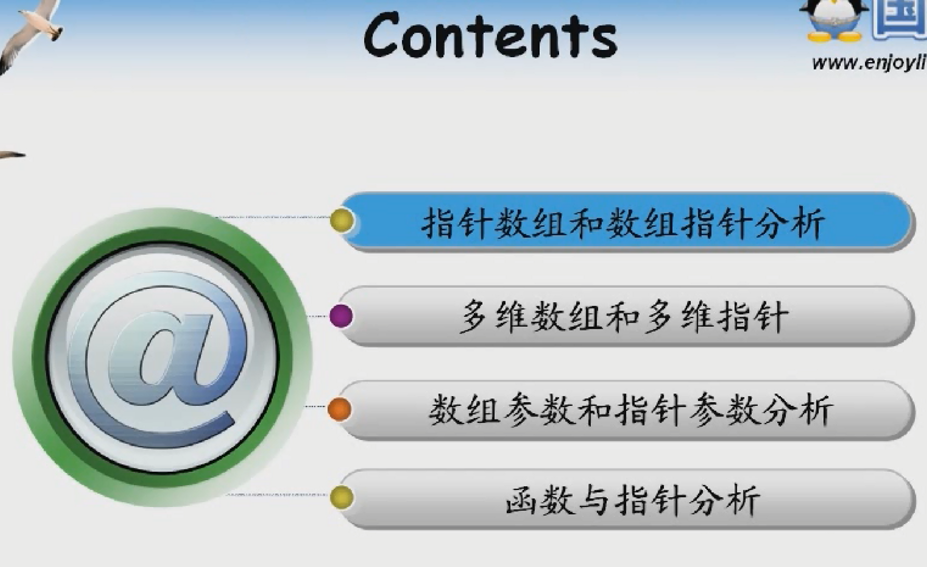 Contents
国
www.enjoyli
指针数组和数组指针分析
多维数组和多维指针
数组参数和指针参数分析
函数与指针分析